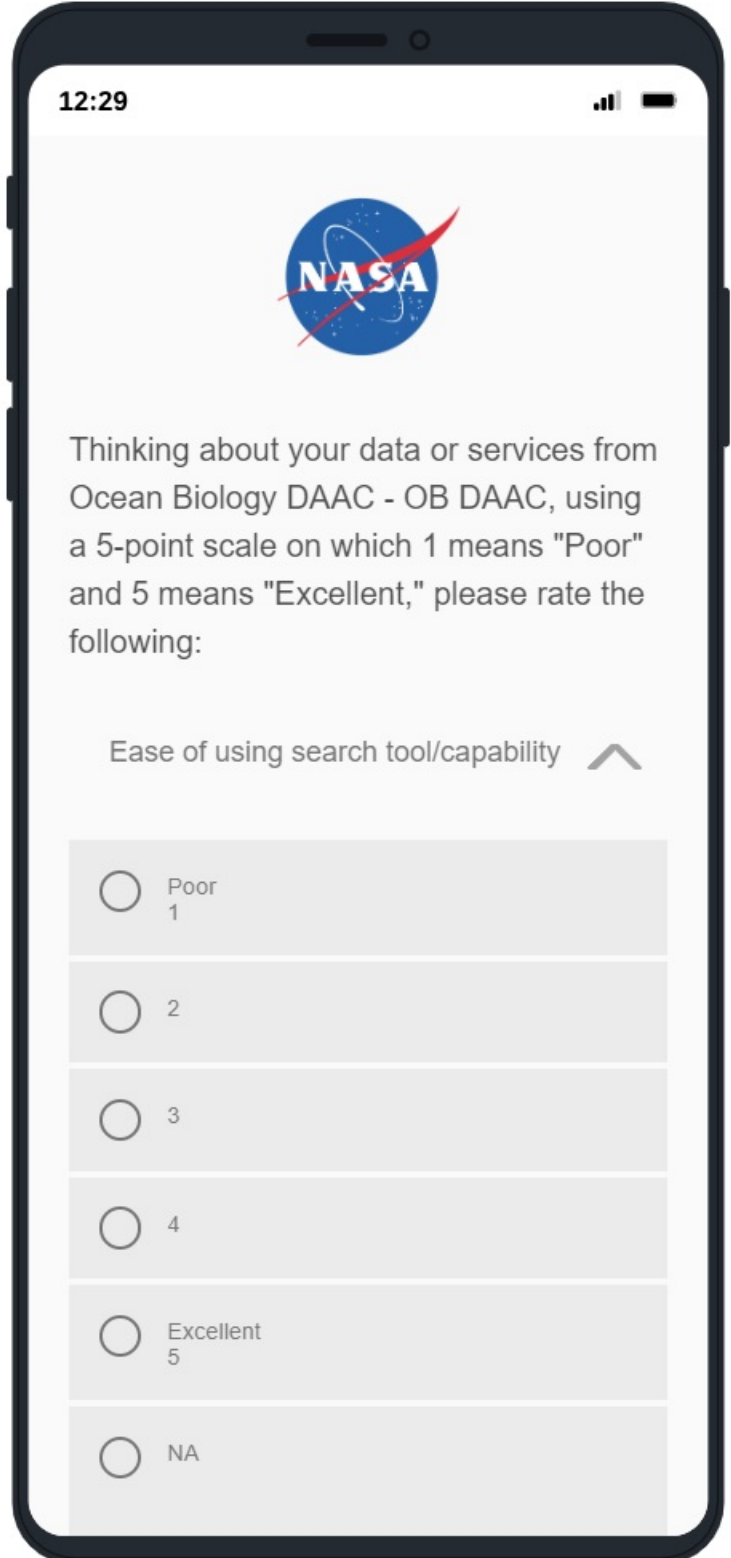 12:29
NASA
Thinking about your data or services from
Ocean Biology DAAC - OB DAAC, using
a 5-point scale on which 1 means "Poor"
and 5 means "Excellent," please rate the
following:
Ease of using search tool/capability
Poor
1
2
3
4
Excellent
5
NA